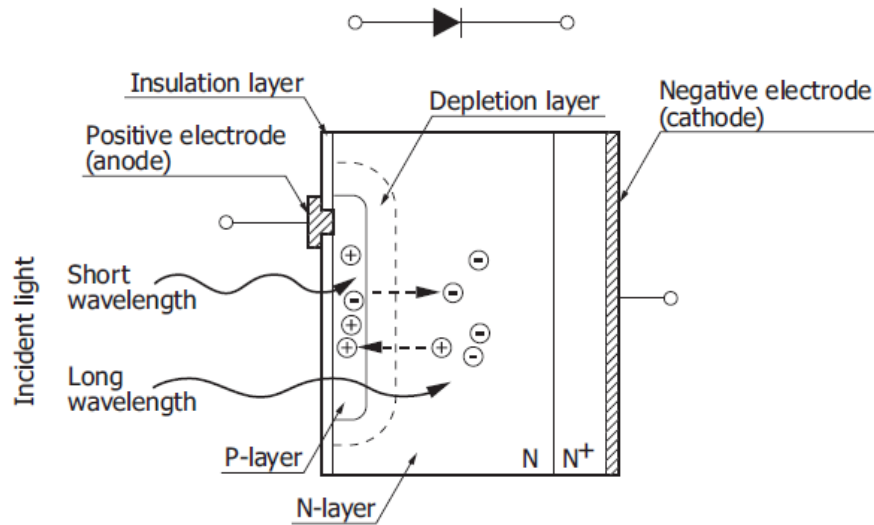 Insulation layer
Depletion layer
Negative electrode
(cathode)
Positive electrode
(anode)
Incident light
Short
wavelength
Long
wavelength
P-layer
N-layer
N
N+
+
-
-
-
+
+
+
-
-